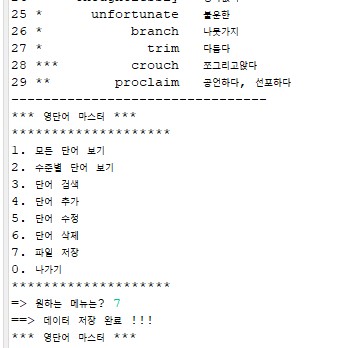 25 * unfortunate 불운한
26 * branch 나뭇가지
27 * trim 다듬다
28 *** crouch 쪼그리고앉다
29 ** proclaim 공언하다, 선포하다
--------------------------------
*** 영단어 마스터 ***
********************
1. 모든 단어 보기
2. 수준별 단어 보기
3. 단어 검색
4. 단어 추가
5. 단어 수정
6. 단어 삭제
7. 파일 저장
0. 나가기
********************
=> 원하는 메뉴는? 7
==> 데이터 저장 완료 !!!
*** 영단어 마스터 ***